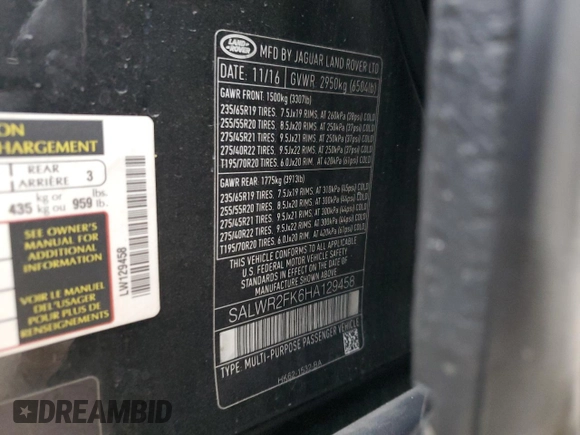 ON
CHARGEMENT
REAR
ARRIÈRE 3
kg or lbs.
435 kg ou 959 lb.
SEE OWNER'S
MANUAL FOR
ADDITIONAL
INFORMATION
VOIR LE MANUEL
DE L'USAGER
POUR PLUS DE
RENSEIGNEMENTS
LW129458
LAND ROVER
MFD BY JAGUAR LAND ROVER LTD
DATE: 11/16 GVWR: 2950kg (6504lb)
GAWR FRONT: 1500kg (3307lb)
235/65R19 TIRES, 7.5Jx19 RIMS, AT 260kPa (38psi) COLD
255/55R20 TIRES, 8.5Jx20 RIMS, AT 250kPa (37psi) COLD
275/45R21 TIRES, 9.5Jx21 RIMS, AT 250kPa (37psi) COLD
275/40R22 TIRES, 9.5Jx22 RIMS, AT 250kPa (37psi) COLD
T195/70R20 TIRES, 6.0Jx20 RIM, AT 420kPa (61psi) COLD
GAWR REAR: 1775kg (3913lb)
235/65R19 TIRES, 7.5Jx19 RIMS, AT 310kPa (45psi) COLD
255/55R20 TIRES, 8.5Jx20 RIMS, AT 300kPa (44psi) COLD
275/45R21 TIRES, 9.5Jx21 RIMS, AT 300kPa (44psi) COLD
275/40R22 TIRES, 9.5Jx22 RIMS, AT 300kPa (44psi) COLD
T195/70R20 TIRES, 6.0Jx20 RIM, AT 420kPa (61psi) COLD
THIS VEHICLE CONFORMS TO ALL APPLICABLE
U.S. FEDERAL MOTOR VEHICLE SAFETY
STANDARDS IN EFFECT ON THE DATE OF
MANUFACTURE SHOWN ABOVE.
SALWR2FK6HA129458
TYPE: MULTI-PURPOSE PASSENGER VEHICLE
DREAMBID